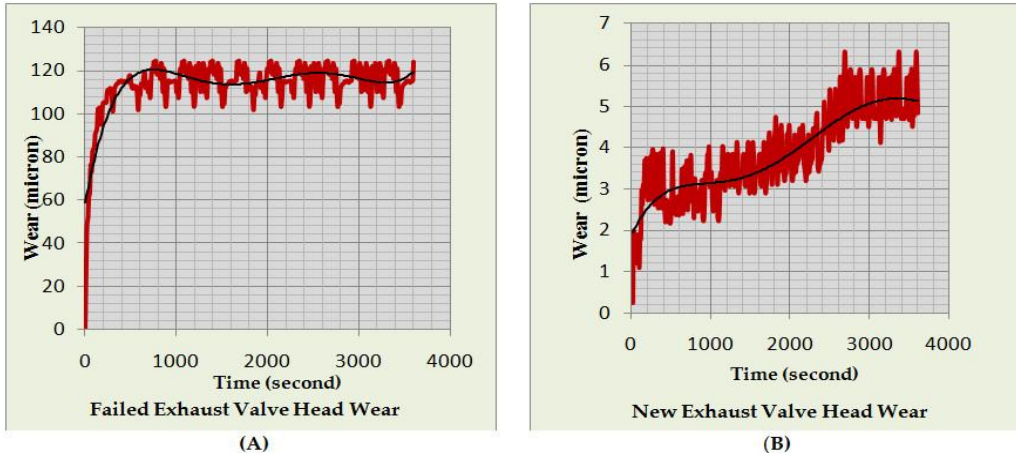 140
120
100
80
60
40
20
0
Wear (micron)
0 1000 2000 3000 4000
Time (second)
Failed Exhaust Valve Head Wear
(A)
7
6
5
4
3
2
1
0
Wear (micron)
0 1000 2000 3000 4000
Time (second)
New Exhaust Valve Head Wear
(B)